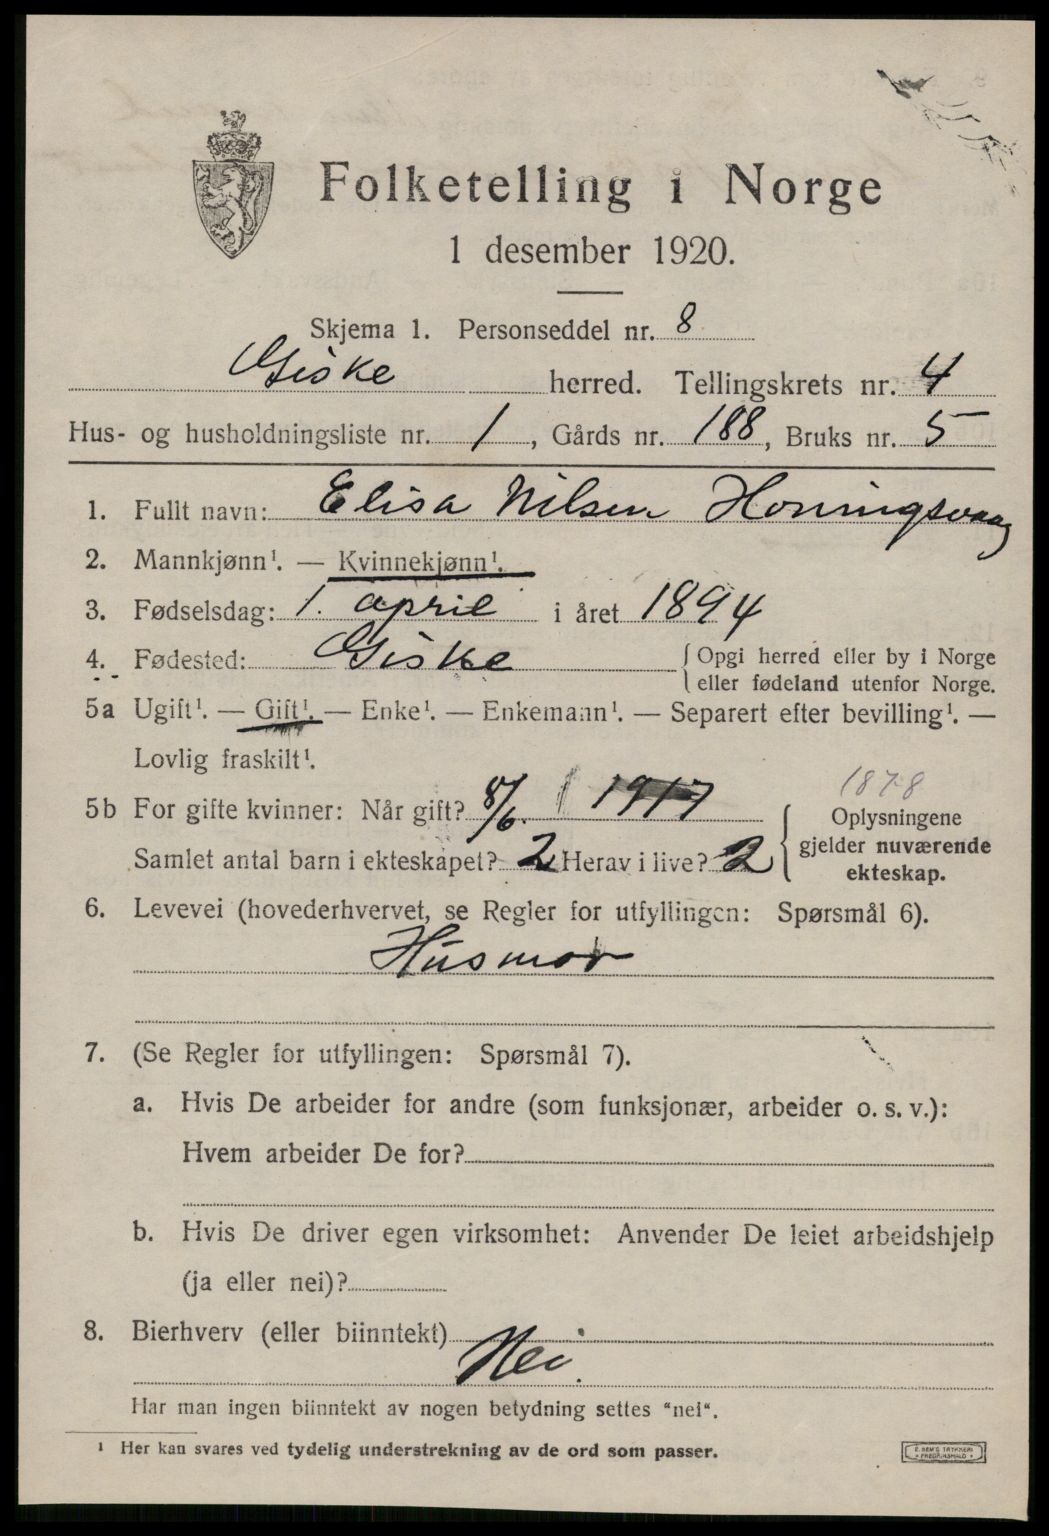 Folketelling i Norge
1 desember 1920.
Skjema 1. Personseddel nr. 8
Giske herred. Tellingskrets nr. 4
Hus- og husholdningsliste nr. 1, Gårds nr. 188, Bruks nr. 5
1. Fullt navn: Elisa Nilsen Honningsvaag
2. Mannkjønn¹. — Kvinnekjønn¹.
3. Fødselsdag: 1. april i året 1894
4. Fødested: Giske { Opgi herred eller by i Norge
eller fødeland utenfor Norge.
5a Ugift¹. — Gift¹. — Enke¹. — Enkemann¹. — Separert efter bevilling¹. —
Lovlig fraskilt¹.
1878
5b For gifte kvinner: Når gift? 8/6. 1917 { Oplysningene
Samlet antal barn i ekteskapet? 2 Herav i live? 2 gjelder nuværende
ekteskap.
6. Levevei (hovederhvervet, se Regler for utfyllingen: Spørsmål 6).
Husmor
7. (Se Regler for utfyllingen: Spørsmål 7).
a. Hvis De arbeider for andre (som funksjonær, arbeider o. s. v.):
Hvem arbeider De for?
b. Hvis De driver egen virksomhet: Anvender De leiet arbeidshjelp
(ja eller nei)?
8. Bierhverv (eller biinntekt)
Nei.
Har man ingen biinntekt av nogen betydning settes "nei".
¹ Her kan svares ved tydelig understrekning av de ord som passer.